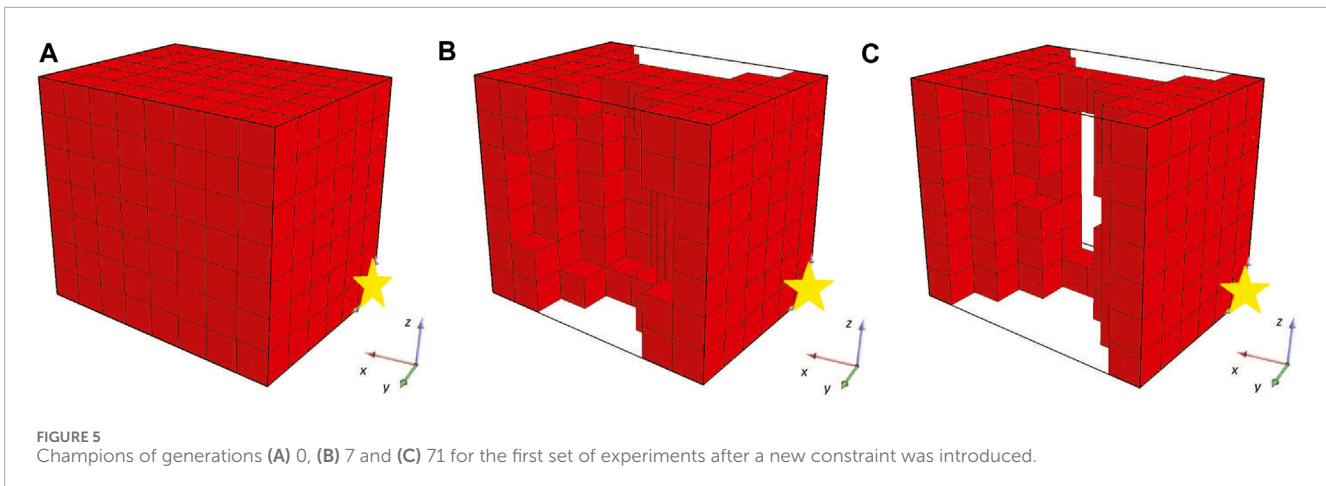 A
B
C
z
x
y
z
x
y
z
x
y
FIGURE 5
Champions of generations (A) 0, (B) 7 and (C) 71 for the first set of experiments after a new constraint was introduced.